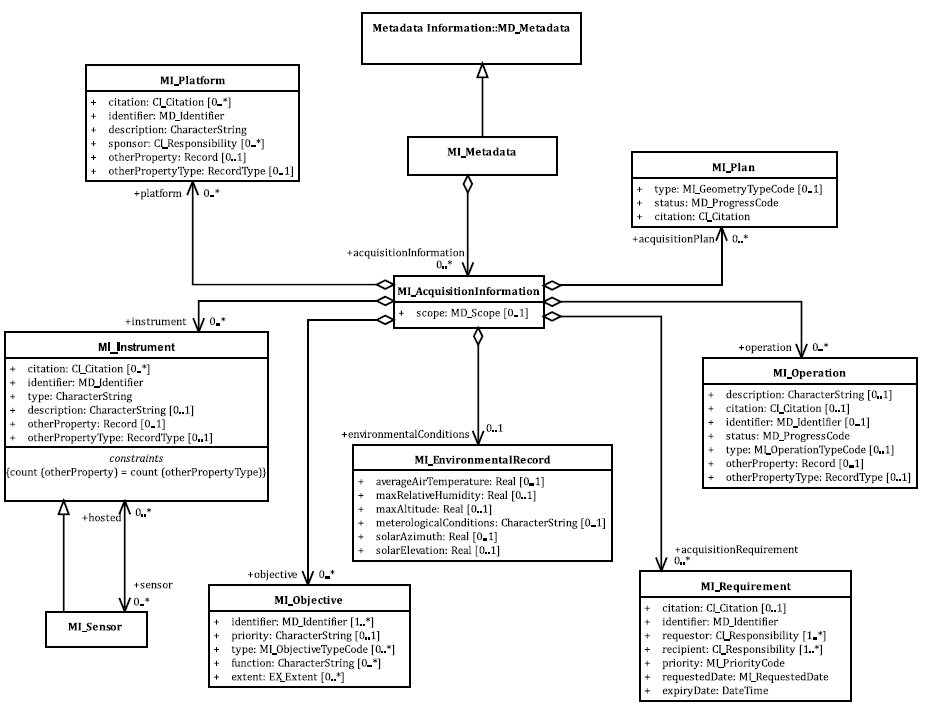 Metadata Information::MD_Metadata
MI_Platform
+ citation: CI_Citation [0..*]
+ identifier: MD_Identifier
+ description: CharacterString
+ sponsor: CI_Responsibility [0..*]
+ otherProperty: Record [0..1]
+ otherPropertyType: RecordType [0..1]
+platform 0..*
MI_Metadata
+acquisitionInformation
0..*
MI_Plan
+ type: MI_GeometryTypeCode [0..1]
+ status: MD_ProgressCode
+ citation: CI_Citation
+acquisitionPlan 0..*
MI_AcquisitionInformation
+ scope: MD_Scope [0..1]
+instrument 0..*
MI_Instrument
+ citation: CI_Citation [0..*]
+ identifier: MD_Identifier
+ type: CharacterString
+ description: CharacterString [0..1]
+ otherProperty: Record [0..1]
+ otherPropertyType: RecordType [0..1]
constraints
{count (otherProperty) = count (otherPropertyType)}
+hosted 0..*
+sensor
0..*
MI_Sensor
+operation 0..*
MI_Operation
+ description: CharacterString [0..1]
+ citation: CI_Citation [0..1]
+ identifier: MD_Identifier [0..1]
+ status: MD_ProgressCode
+ type: MI_OperationTypeCode [0..1]
+ otherProperty: Record [0..1]
+ otherPropertyType: RecordType [0..1]
+environmentalConditions 0..1
MI_EnvironmentalRecord
+ averageAirTemperature: Real [0..1]
+ maxRelativeHumidity: Real [0..1]
+ maxAltitude: Real [0..1]
+ meterologicalConditions: CharacterString [0..1]
+ solarAzimuth: Real [0..1]
+ solarElevation: Real [0..1]
+objective 0..*
MI_Objective
+ identifier: MD_Identifier [1..*]
+ priority: CharacterString [0..1]
+ type: MI_ObjectiveTypeCode [0..*]
+ function: CharacterString [0..*]
+ extent: EX_Extent [0..*]
+acquisitionRequirement
0..*
MI_Requirement
+ citation: CI_Citation [0..1]
+ identifier: MD_Identifier
+ requestor: CI_Responsibility [1..*]
+ recipient: CI_Responsibility [1..*]
+ priority: MI_PriorityCode
+ requestedDate: MI_RequestedDate
+ expiryDate: DateTime